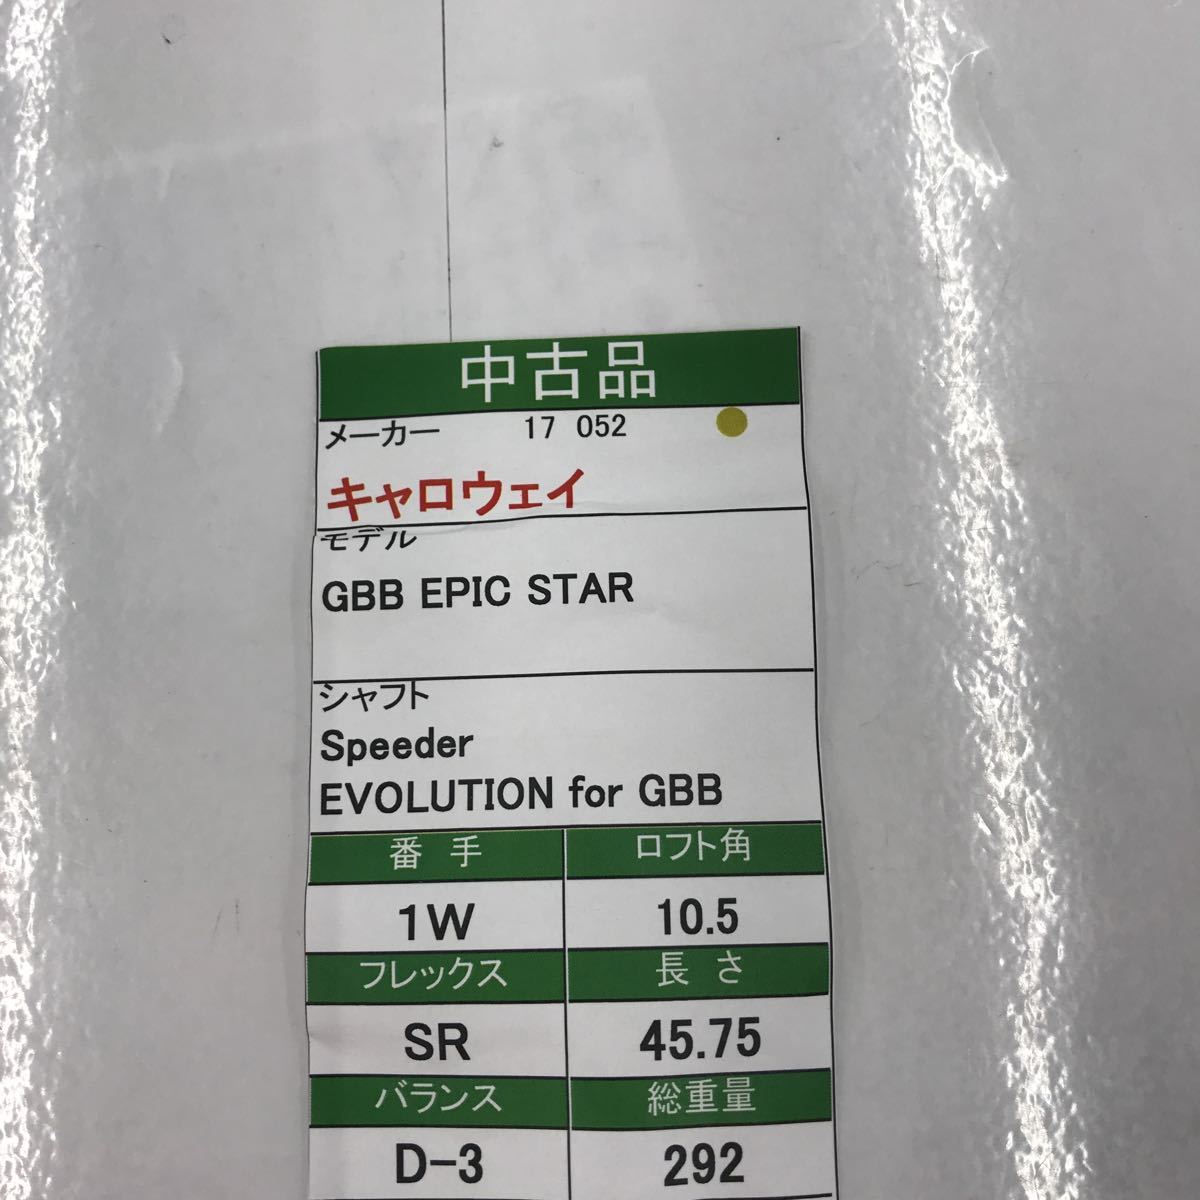 中古品
メーカー 17 052
キャロウェイ
モデル
GBB EPIC STAR
シャフト
Speeder
EVOLUTION for GBB
番 手 ロフト角
1W 10.5
フレックス 長 さ
SR 45.75
バランス 総重量
D-3 292